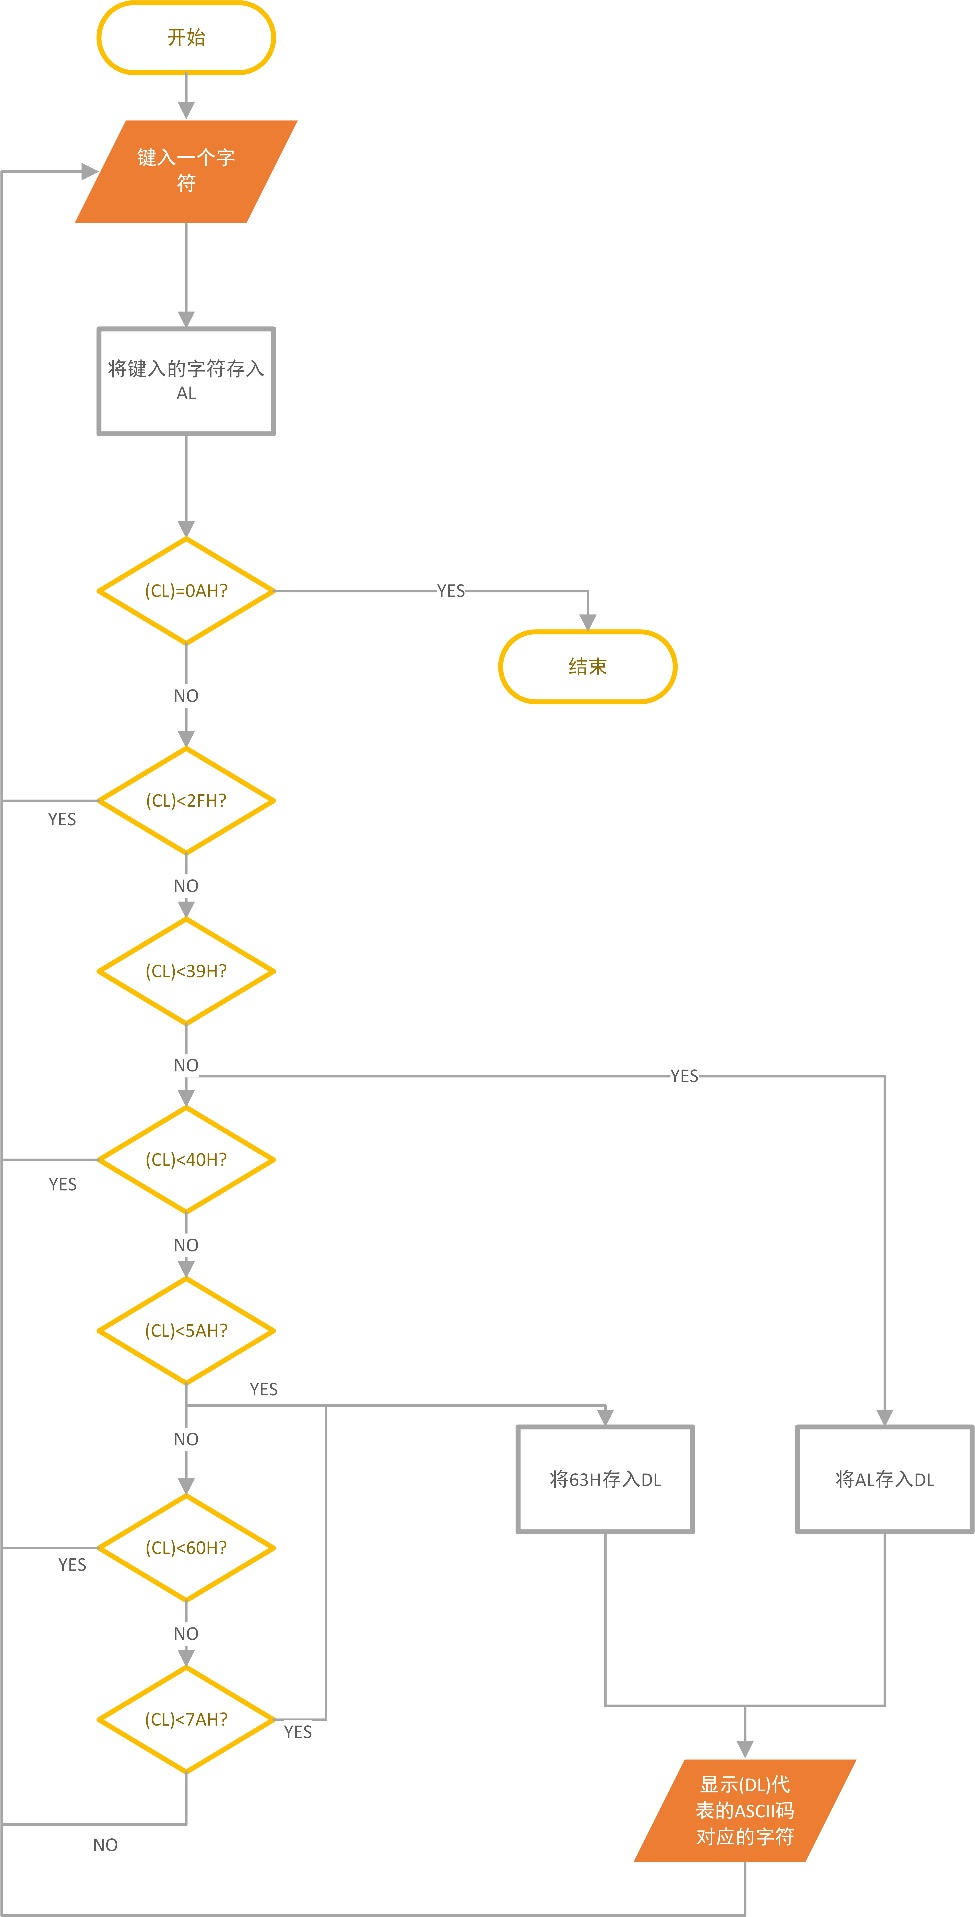 开始
键入一个字
符
将键入的字符存入
AL
(CL)=0AH?
YES
结束
NO
(CL)<2FH?
YES
NO
(CL)<39H?
NO
YES
(CL)<40H?
YES
NO
(CL)<5AH?
YES
NO
将63H存入DL
将AL存入DL
(CL)<60H?
YES
NO
(CL)<7AH?
YES
NO
显示(DL)代
表的ASCII码
对应的字符